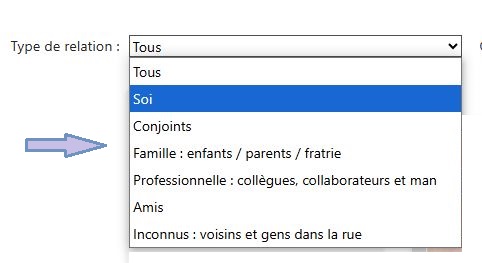 Type de relation : Tous
Tous
Soi
Conjoints
Famille : enfants / parents / fratrie
Professionnelle : collègues, collaborateurs et man
Amis
Inconnus : voisins et gens dans la rue